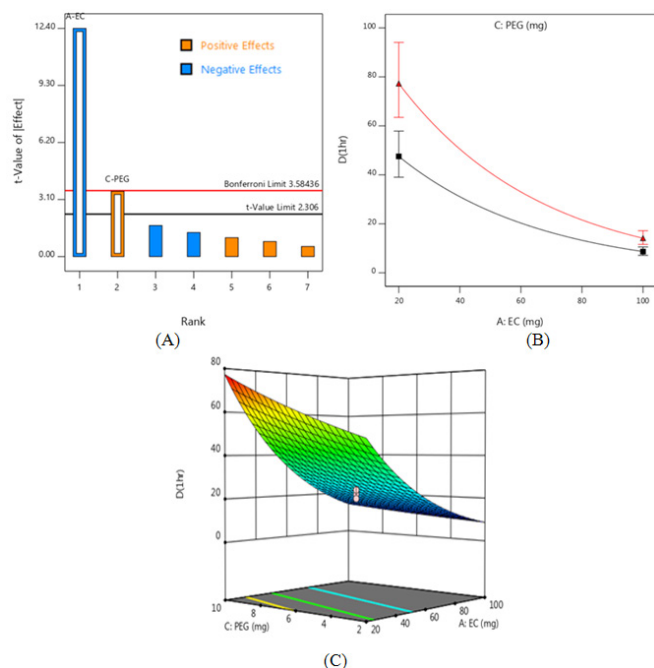 A-EC
12.40
9.30
6.20
3.10
0.00
t-Value of |Effect|
Positive Effects
Negative Effects
C-PEG
Bonferroni Limit 3.58436
t-Value Limit 2.306
1 2 3 4 5 6 7
Rank
(A)
C: PEG (mg)
100
80
60
40
20
0
D(1hr)
20 40 60 80 100
A: EC (mg)
(B)
80
60
40
20
0
D(1hr)
10 8 6 4 2
C: PEG (mg)
20 40 60 80 100
A: EC (mg)
(C)